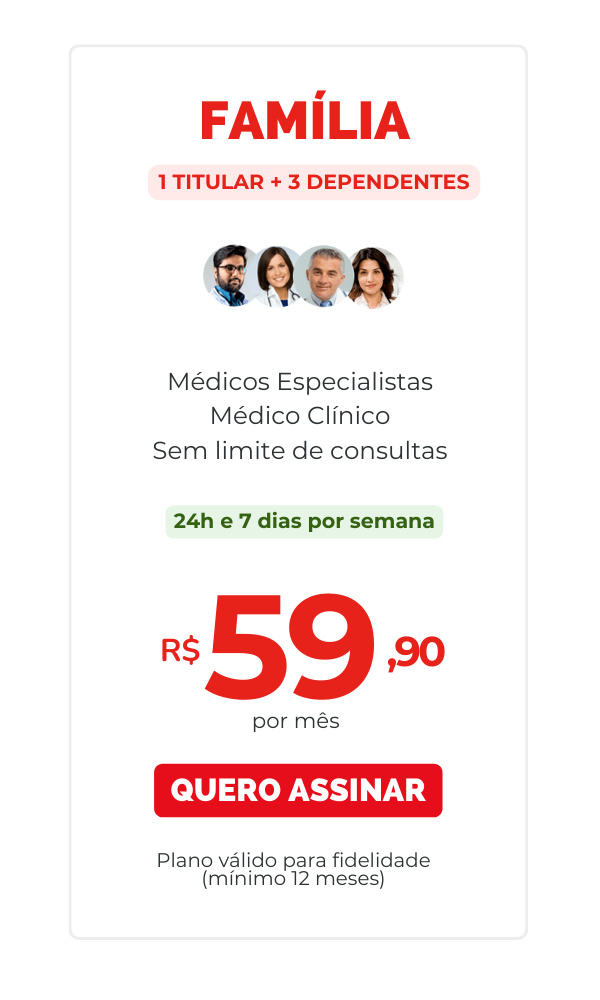 FAMÍLIA
1 TITULAR + 3 DEPENDENTES
Médicos Especialistas
Médico Clínico
Sem limite de consultas
24h e 7 dias por semana
R$ 59,90
por mês
QUERO ASSINAR
Plano válido para fidelidade
(mínimo 12 meses)